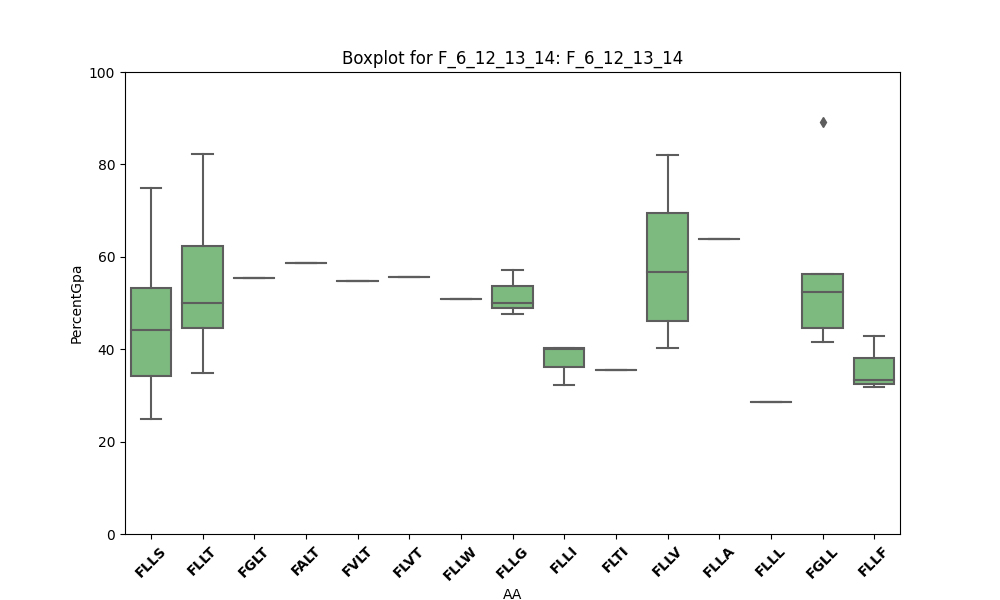 Boxplot for F_6_12_13_14: F_6_12_13_14
PercentGpa
100
80
60
40
20
0
FLLS FLLT FGLT FALT FVLT FLVT FLLW FLLG FLLI FLTI FLLV FLLA FLLL FGLL FLLF
AA